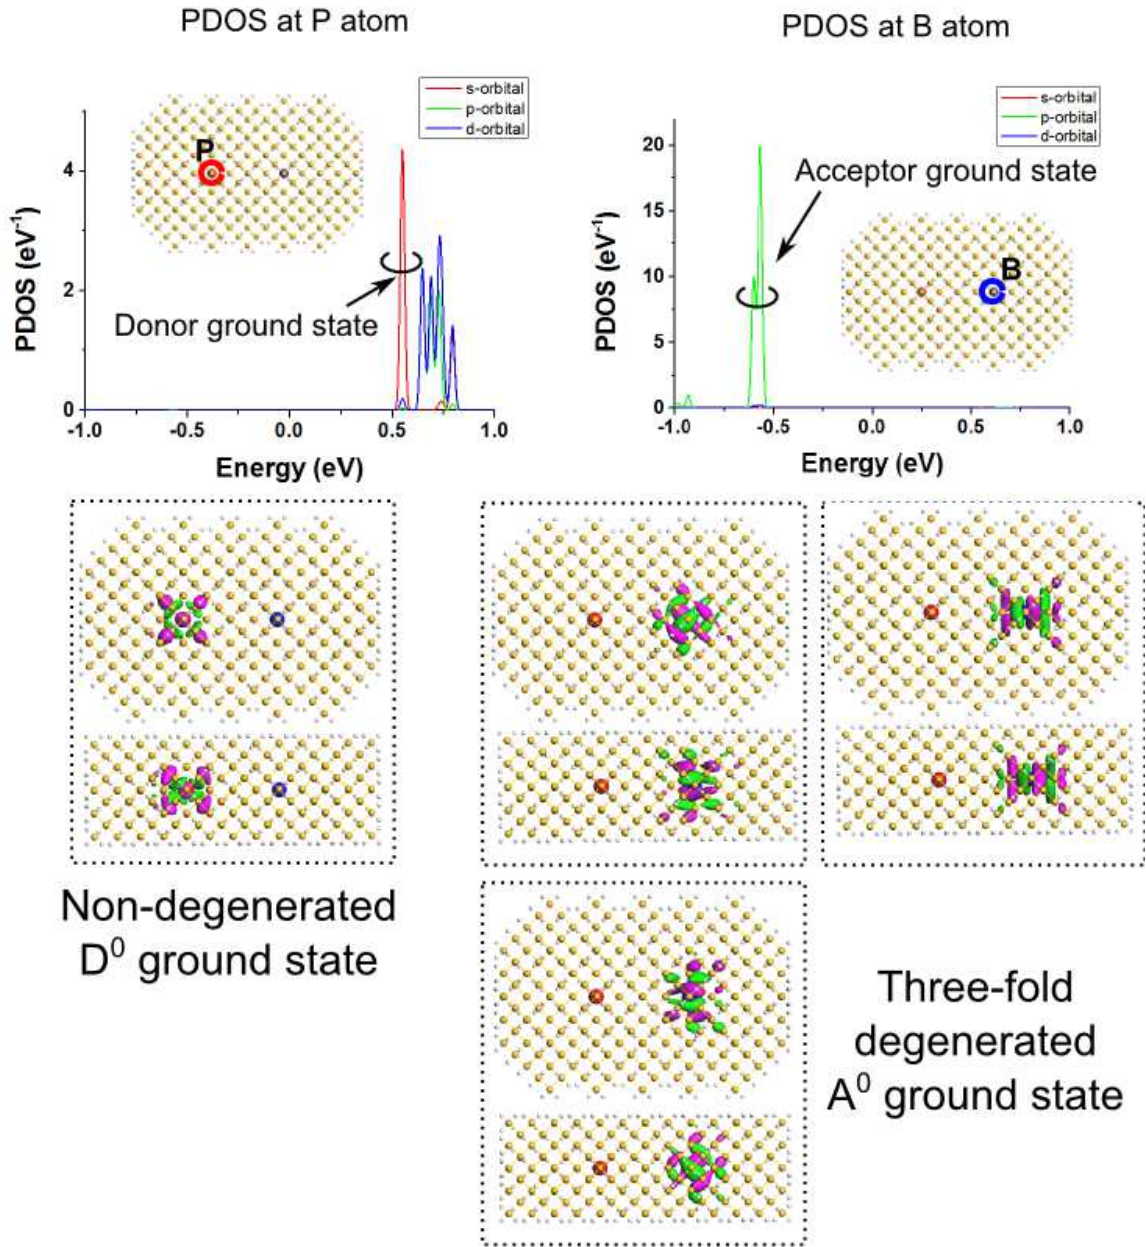 PDOS at P atom
PDOS at B atom
s-orbital
p-orbital
d-orbital
P
4
2
0
PDOS (eV⁻¹)
Donor ground state
-1.0
-0.5
0.0
0.5
1.0
Energy (eV)
s-orbital
p-orbital
d-orbital
20
15
10
5
0
PDOS (eV⁻¹)
Acceptor ground state
B
-1.0
-0.5
0.0
0.5
1.0
Energy (eV)
Non-degenerated
D⁰ ground state
Three-fold
degenerated
A⁰ ground state